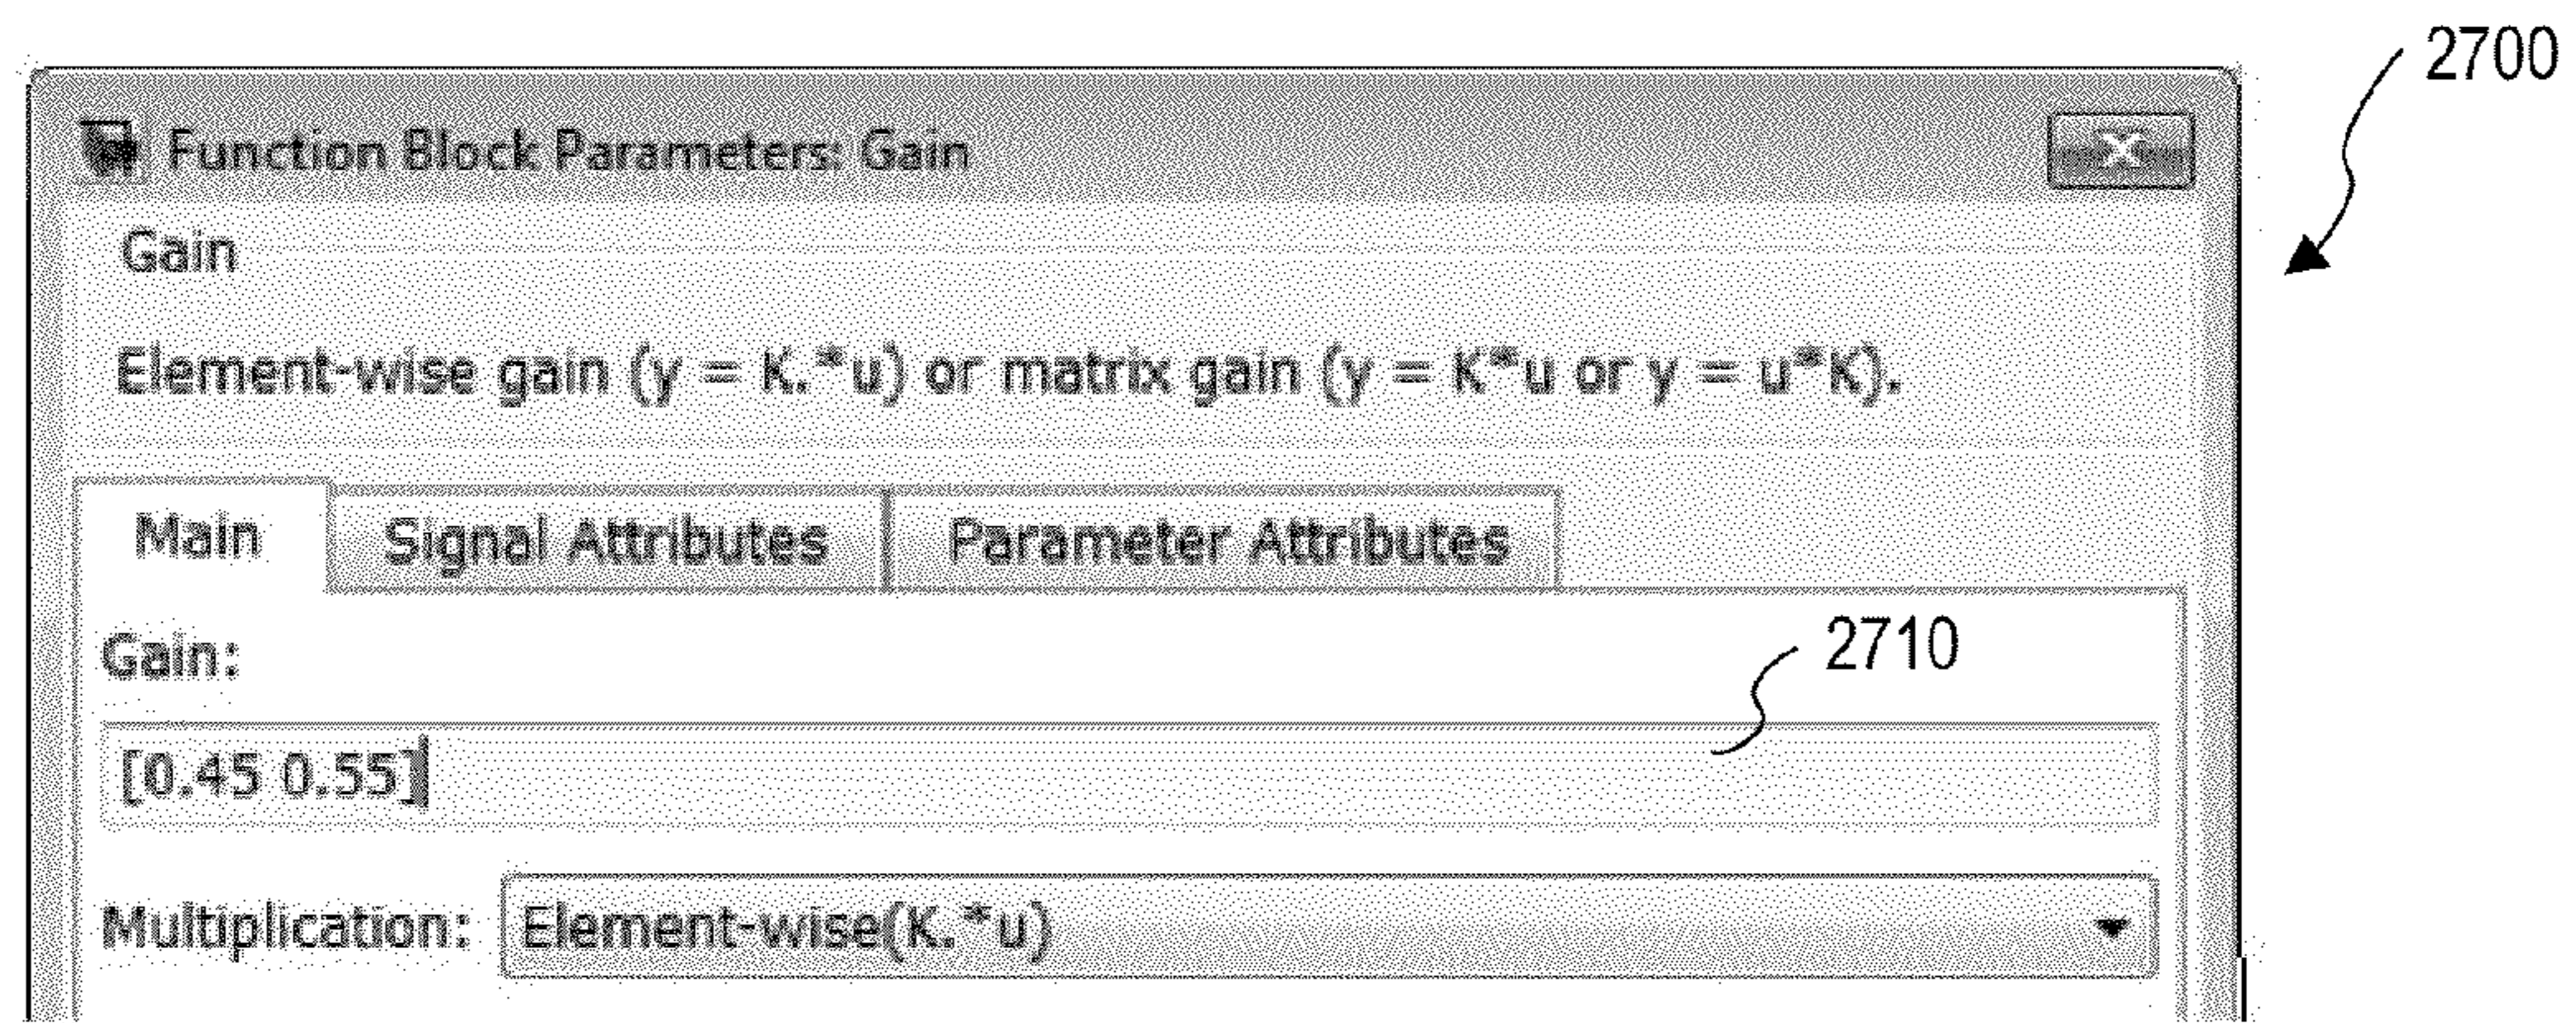 2700
Function Block Parameters: Gain
X
Gain
Element-wise gain (y = K.*u) or matrix gain (y = K*u or y = u*K).
Main Signal Attributes Parameter Attributes
Gain:
2710
[0.45 0.55]
Multiplication: Element-wise(K.*u)